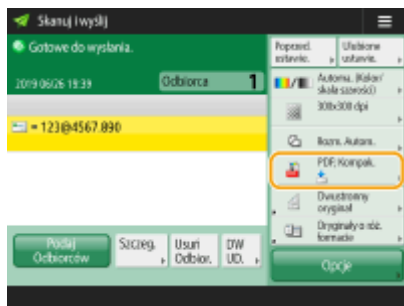 Skanuj i wyślij
Gotowe do wysłania.
2019 06/26 19:39
Odbiorca 1
= 123@4567.890
Podaj
Odbiorców
Szczeg.
Usuń
Odbior.
DW
UD.
Poprzed.
ustawie.
Ulubione
ustawie.
Automa. (Kolor/
skala szarości)
300x300 dpi
Rozm. Autom.
PDF; Kompak.
Dwustronny
oryginał
Oryginały o róż.
formacie
Opcje